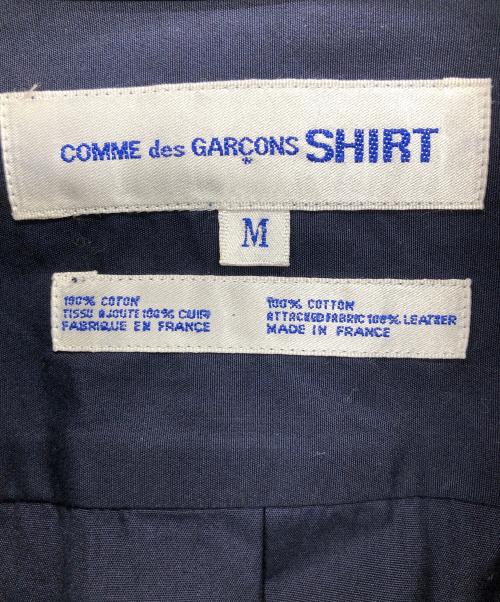 COMME des GARÇONS SHIRT
*
M
100% COTON
TISSU AJOUTE 100% CUIR
FABRIQUE EN FRANCE
100% COTTON
ATTACHED FABRIC 100% LEATHER
MADE IN FRANCE